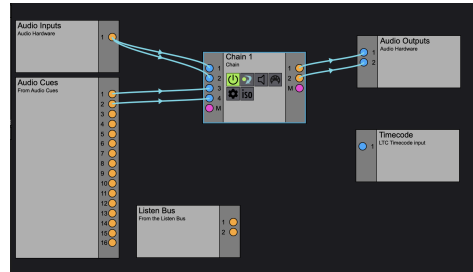 Audio Inputs
Audio Hardware
1
Audio Cues
From Audio Cues
1
2
3
4
5
6
7
8
9
10
11
12
13
14
15
16
Chain 1
Chain
1
2
3
4
M
iso
1
2
M
Audio Outputs
Audio Hardware
1
2
Timecode
LTC Timecode Input
1
Listen Bus
From the Listen Bus
1
2